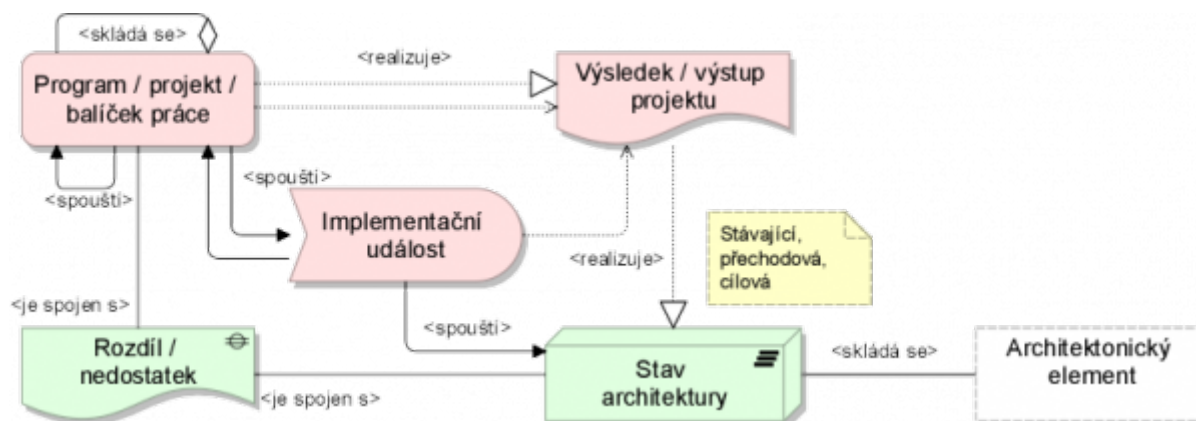 <skládá se>
Program / projekt /
balíček práce
<realizuje>
Výsledek / výstup
projektu
<spouští>
<spouští>
Implementační
událost
<realizuje>
Stávající,
přechodová,
cílová
<je spojen s>
<spouští>
Rozdíl /
nedostatek
<je spojen s>
Stav
architektury
<skládá se>
Architektonický
element